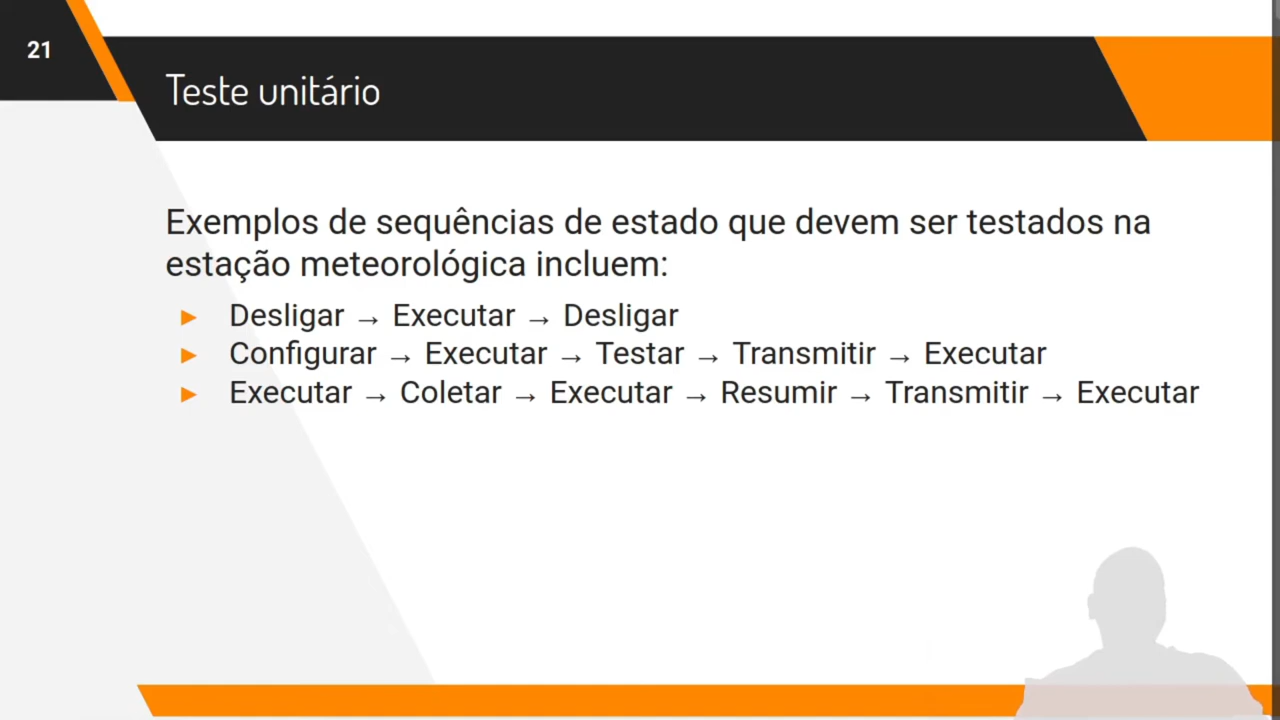 21
Teste unitário
Exemplos de sequências de estado que devem ser testados na
estação meteorológica incluem:
► Desligar → Executar → Desligar
► Configurar → Executar → Testar → Transmitir → Executar
► Executar → Coletar → Executar → Resumir → Transmitir → Executar